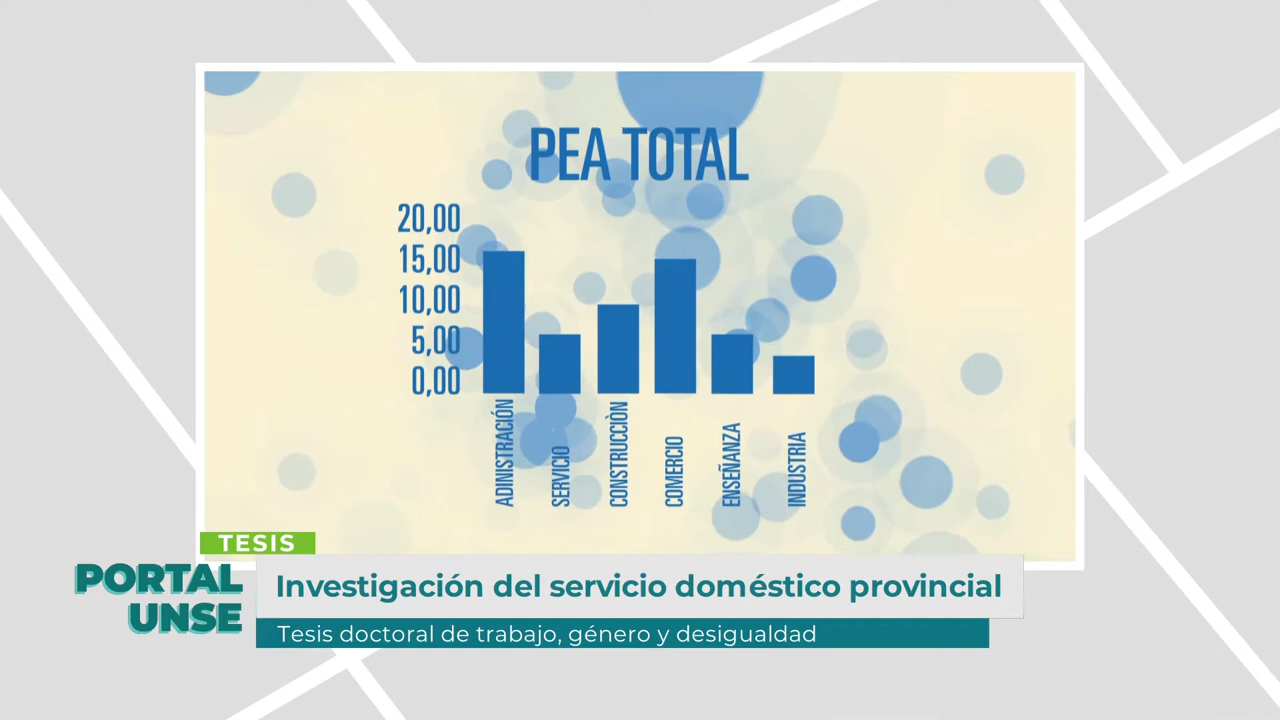 PEA TOTAL
20,00
15,00
10,00
5,00
0,00
ADINISTRACIÓN
SERVICIO
CONSTRUCCIÒN
COMERCIO
ENSEÑANZA
INDUSTRIA
TESIS
PORTAL
UNSE
Investigación del servicio doméstico provincial
Tesis doctoral de trabajo, género y desigualdad